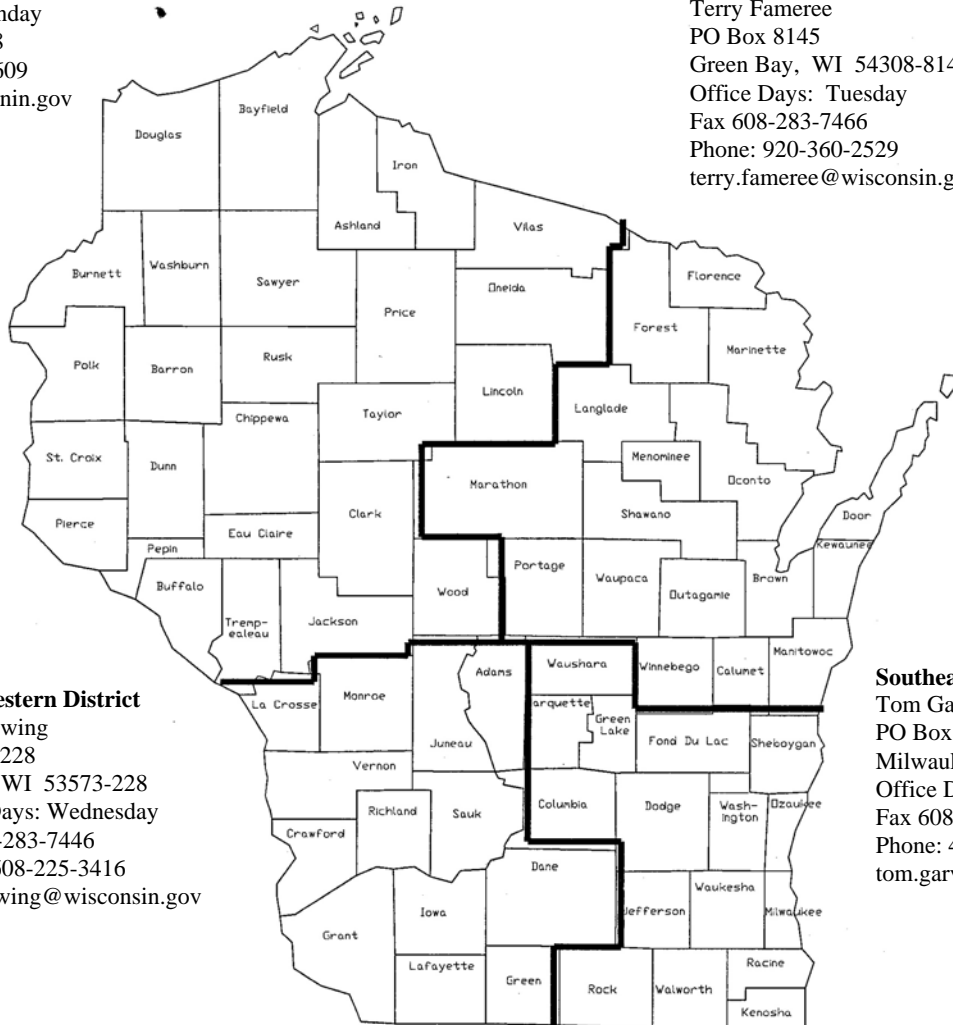 nday
8
609
nin.gov
Terry Fameree
PO Box 8145
Green Bay, WI 54308-814
Office Days: Tuesday
Fax 608-283-7466
Phone: 920-360-2529
terry.fameree@wisconsin.g
Bayfield
Douglas
Iron
Ashland
Vilas
Burnett
Washburn
Sawyer
Florence
Oneida
Price
Forest
Marinette
Polk
Barron
Rusk
Lincoln
Chippewa
Taylor
Langlade
St. Croix
Dunn
Menominee
Marathon
Oconto
Clark
Shawano
Pierce
Eau Claire
Door
Pepin
Kewaunee
Buffalo
Wood
Portage
Waupaca
Brown
Outagamie
Tremp-
ealeau
Jackson
Adams
Waushara
Winnebego
Calumet
Manitowoc
estern District
wing
228
WI 53573-228
Days: Wednesday
-283-7446
608-225-3416
wing@wisconsin.gov
La Crosse
Monroe
arquette
Green
Lake
Juneau
Fond Du Lac
Sheboygan
Vernon
Richland
Sauk
Columbia
Dodge
Wash-
ington
Ozaukee
Crawford
Dane
Waukesha
Iowa
Jefferson
Milwaukee
Grant
Lafayette
Green
Rock
Walworth
Racine
Kenosha
Southea
Tom Ga
PO Box
Milwauk
Office D
Fax 608
Phone: 4
tom.garv